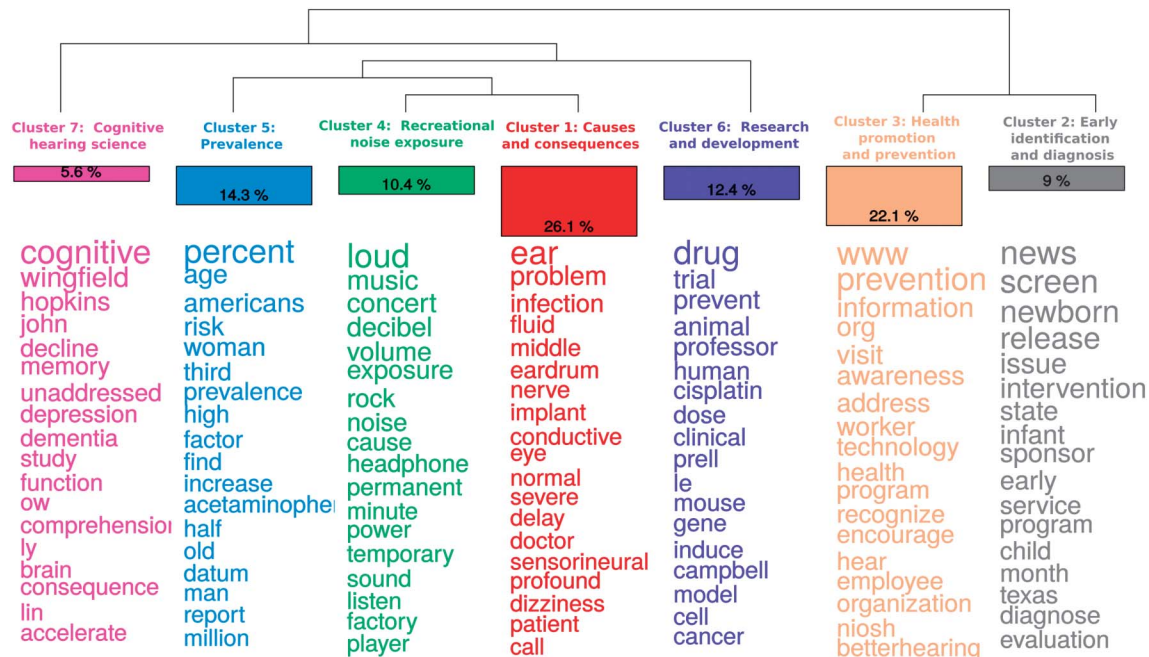 Cluster 7: Cognitive
hearing science
5.6 %
cognitive
wingfield
hopkins
john
decline
memory
unaddressed
depression
dementia
study
function
ow
comprehension
ly
brain
consequence
lin
accelerate
Cluster 5:
Prevalence
14.3 %
percent
age
americans
risk
woman
third
prevalence
high
factor
find
increase
acetaminophe
half
old
datum
man
report
million
Cluster 4: Recreational
noise exposure
10.4 %
loud
music
concert
decibel
volume
exposure
rock
noise
cause
headphone
permanent
minute
power
temporary
sound
listen
factory
player
Cluster 1: Causes
and consequences
26.1 %
ear
problem
infection
fluid
middle
eardrum
nerve
implant
conductive
eye
normal
severe
delay
doctor
sensorineural
profound
dizziness
patient
call
Cluster 6: Research
and development
12.4 %
drug
trial
prevent
animal
professor
human
cisplatin
dose
clinical
prell
le
mouse
gene
induce
campbell
model
cell
cancer
Cluster 3: Health
promotion
and prevention
22.1 %
www
prevention
information
org
visit
awareness
address
worker
technology
health
program
recognize
encourage
hear
employee
organization
niosh
betterhearing
Cluster 2: Early
identification
and diagnosis
9 %
news
screen
newborn
release
issue
intervention
state
infant
sponsor
early
service
program
child
month
texas
diagnose
evaluation